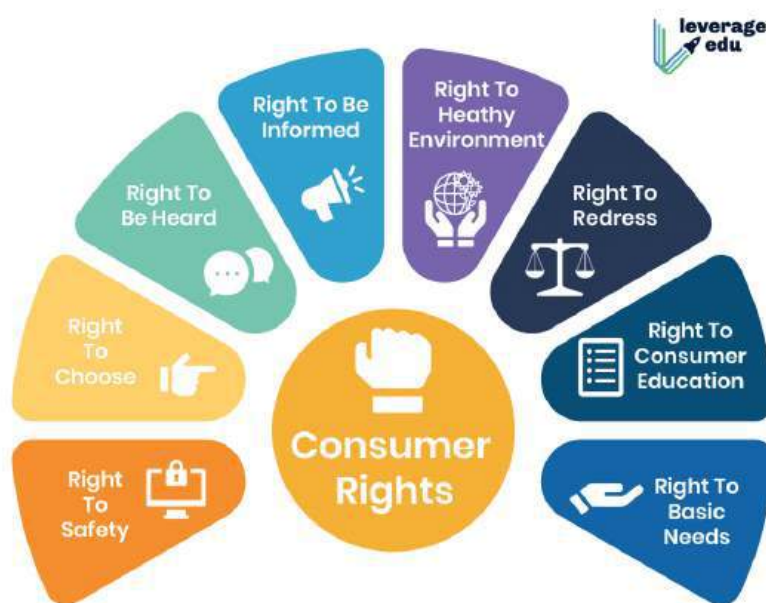 leverage
edu
Right To Be
Informed
Right To
Heathy
Environment
Right To
Be Heard
Right To
Redress
Right
To
Choose
Right To
Consumer
Education
Consumer
Rights
Right
To
Safety
Right To
Basic
Needs